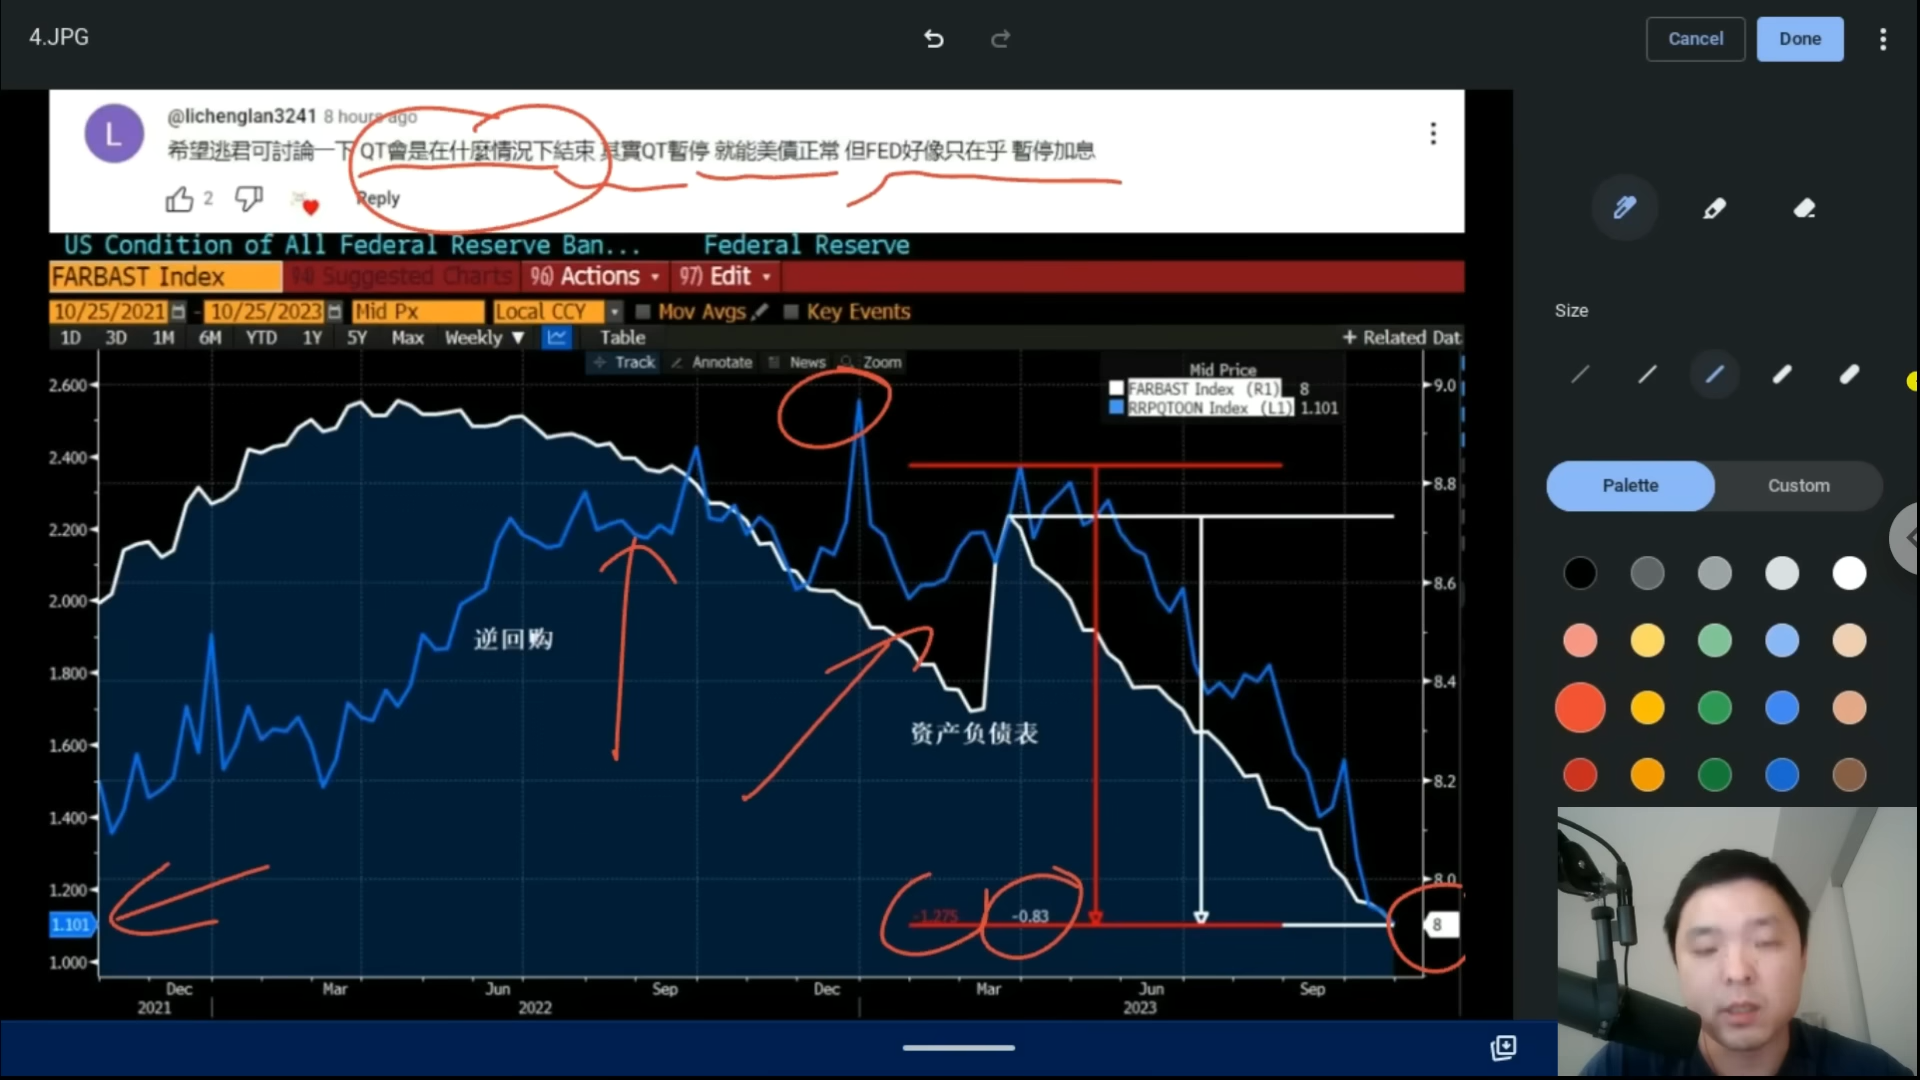 4.JPG
Cancel
Done
L
@lichenglan3241 8 hours ago
希望逃君可討論一下 QT會是在什麼情況下結束 其實QT暫停 就能美債正常 但FED好像只在乎 暫停加息
2
Reply
US Condition of All Federal Reserve Ban... Federal Reserve
FARBAST Index 94) Suggested Charts 96) Actions 97) Edit
10/25/2021 - 10/25/2023 Mid Px Local CCY Mov Avgs Key Events
1D 3D 1M 6M YTD 1Y 5Y Max Weekly ▼ Table + Related Dat
Track Annotate News Zoom
Mid Price
FARBAST Index (R1) 8
RRPQTOON Index (L1) 1.101
2.600
2.400
2.200
2.000
1.800
1.600
1.400
1.200
1.101
1.000
逆回购
资产负债表
-1.275
-0.83
9.0
8.8
8.6
8.4
8.2
8.0
8
Dec Mar Jun Sep Dec Mar Jun Sep
2021 2022 2023
Size
Palette
Custom